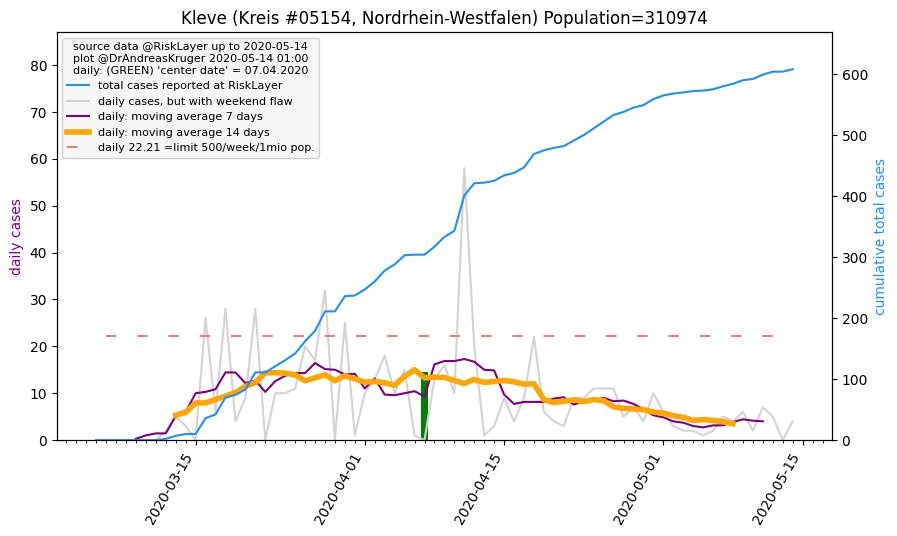 Kleve (Kreis #05154, Nordrhein-Westfalen) Population=310974
source data @RiskLayer up to 2020-05-14
plot @DrAndreasKruger 2020-05-14 01:00
daily: (GREEN) 'center date' = 07.04.2020
total cases reported at RiskLayer
daily cases, but with weekend flaw
daily: moving average 7 days
daily: moving average 14 days
daily 22.21 =limit 500/week/1mio pop.
daily cases
80
70
60
50
40
30
20
10
0
cumulative total cases
600
500
400
300
200
100
0
2020-03-15
2020-04-01
2020-04-15
2020-05-01
2020-05-15